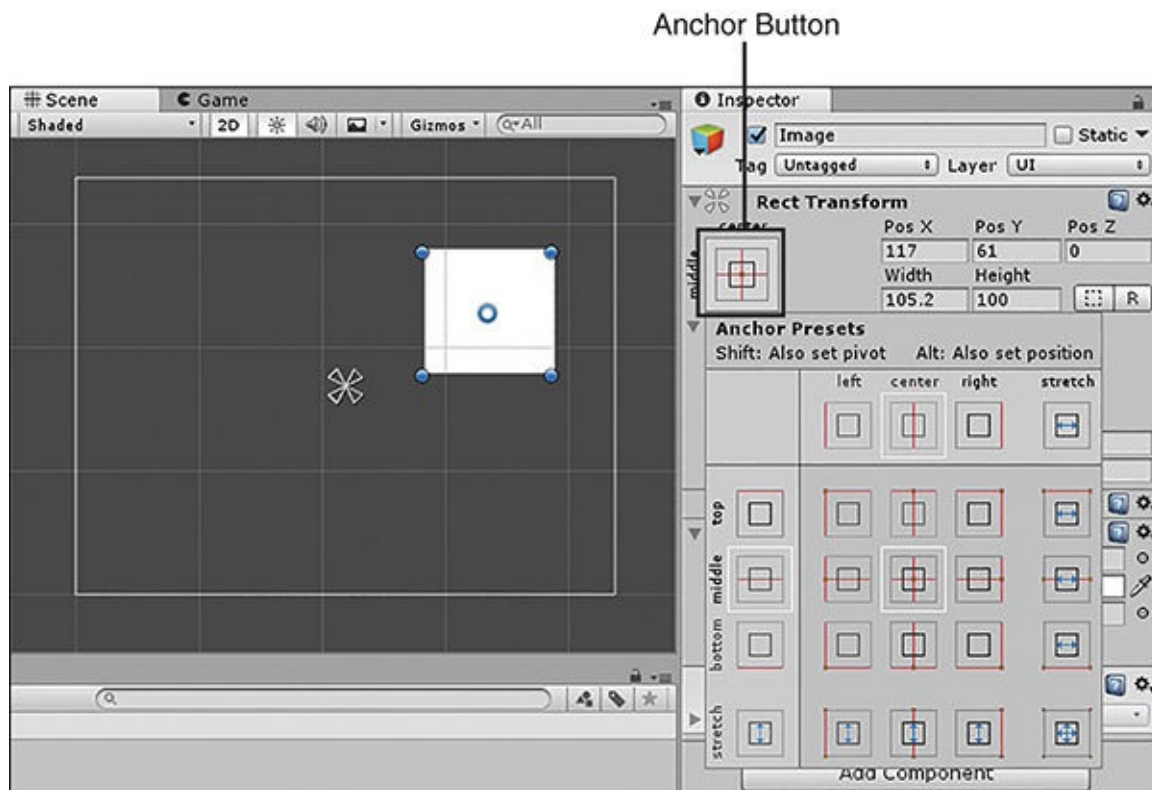 Anchor Button
Scene
Game
Inspector
Shaded
2D
Gizmos
All
Image
Static
Tag Untagged
Layer UI
Rect Transform
center
middle
Pos X Pos Y Pos Z
117 61 0
Width Height
105.2 100
R
Anchor Presets
Shift: Also set pivot Alt: Also set position
left center right stretch
top
middle
bottom
stretch
Add Component